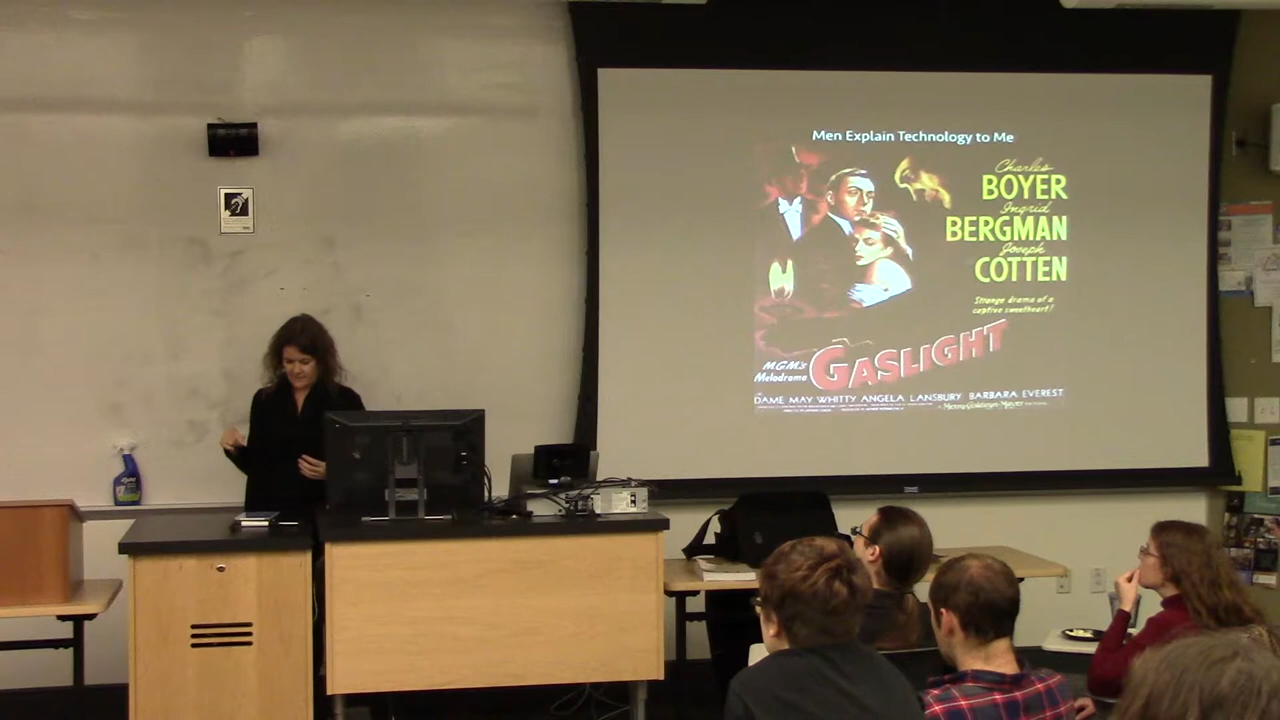 Men Explain Technology to Me
Charles
BOYER
Ingrid
BERGMAN
Joseph
COTTEN
Strange drama of a
captive sweetheart!
M.G.M's
Melodrama
GASLIGHT
DAME MAY WHITTY ANGELA LANSBURY BARBARA EVEREST